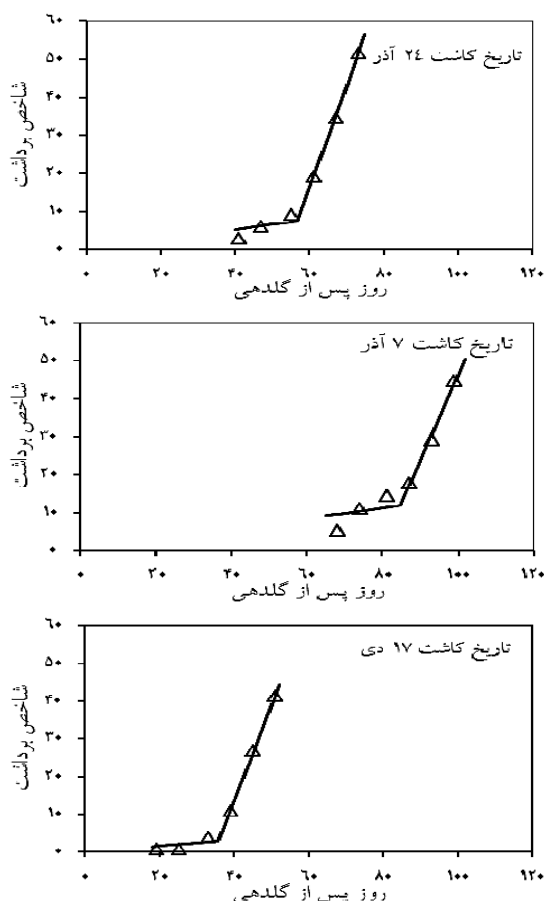 تاریخ کاشت ٢٤ آذر
شاخص برداشت
۶۰
۵۰
۴۰
۳۰
۲۰
۱۰
۰
۰ ۲۰ ۴۰ ۶۰ ۸۰ ۱۰۰ ۱۲۰
روز پس از گلدهی
تاریخ کاشت ۷ آذر
شاخص برداشت
۶۰
۵۰
۴۰
۳۰
۲۰
۱۰
۰
۰ ۲۰ ۴۰ ۶۰ ۸۰ ۱۰۰ ۱۲۰
روز پس از گلدهی
تاریخ کاشت ۱۷ دی
شاخص برداشت
۶۰
۵۰
۴۰
۳۰
۲۰
۱۰
۰
۰ ۲۰ ۴۰ ۶۰ ۸۰ ۱۰۰ ۱۲۰
روز پس از گلدهی